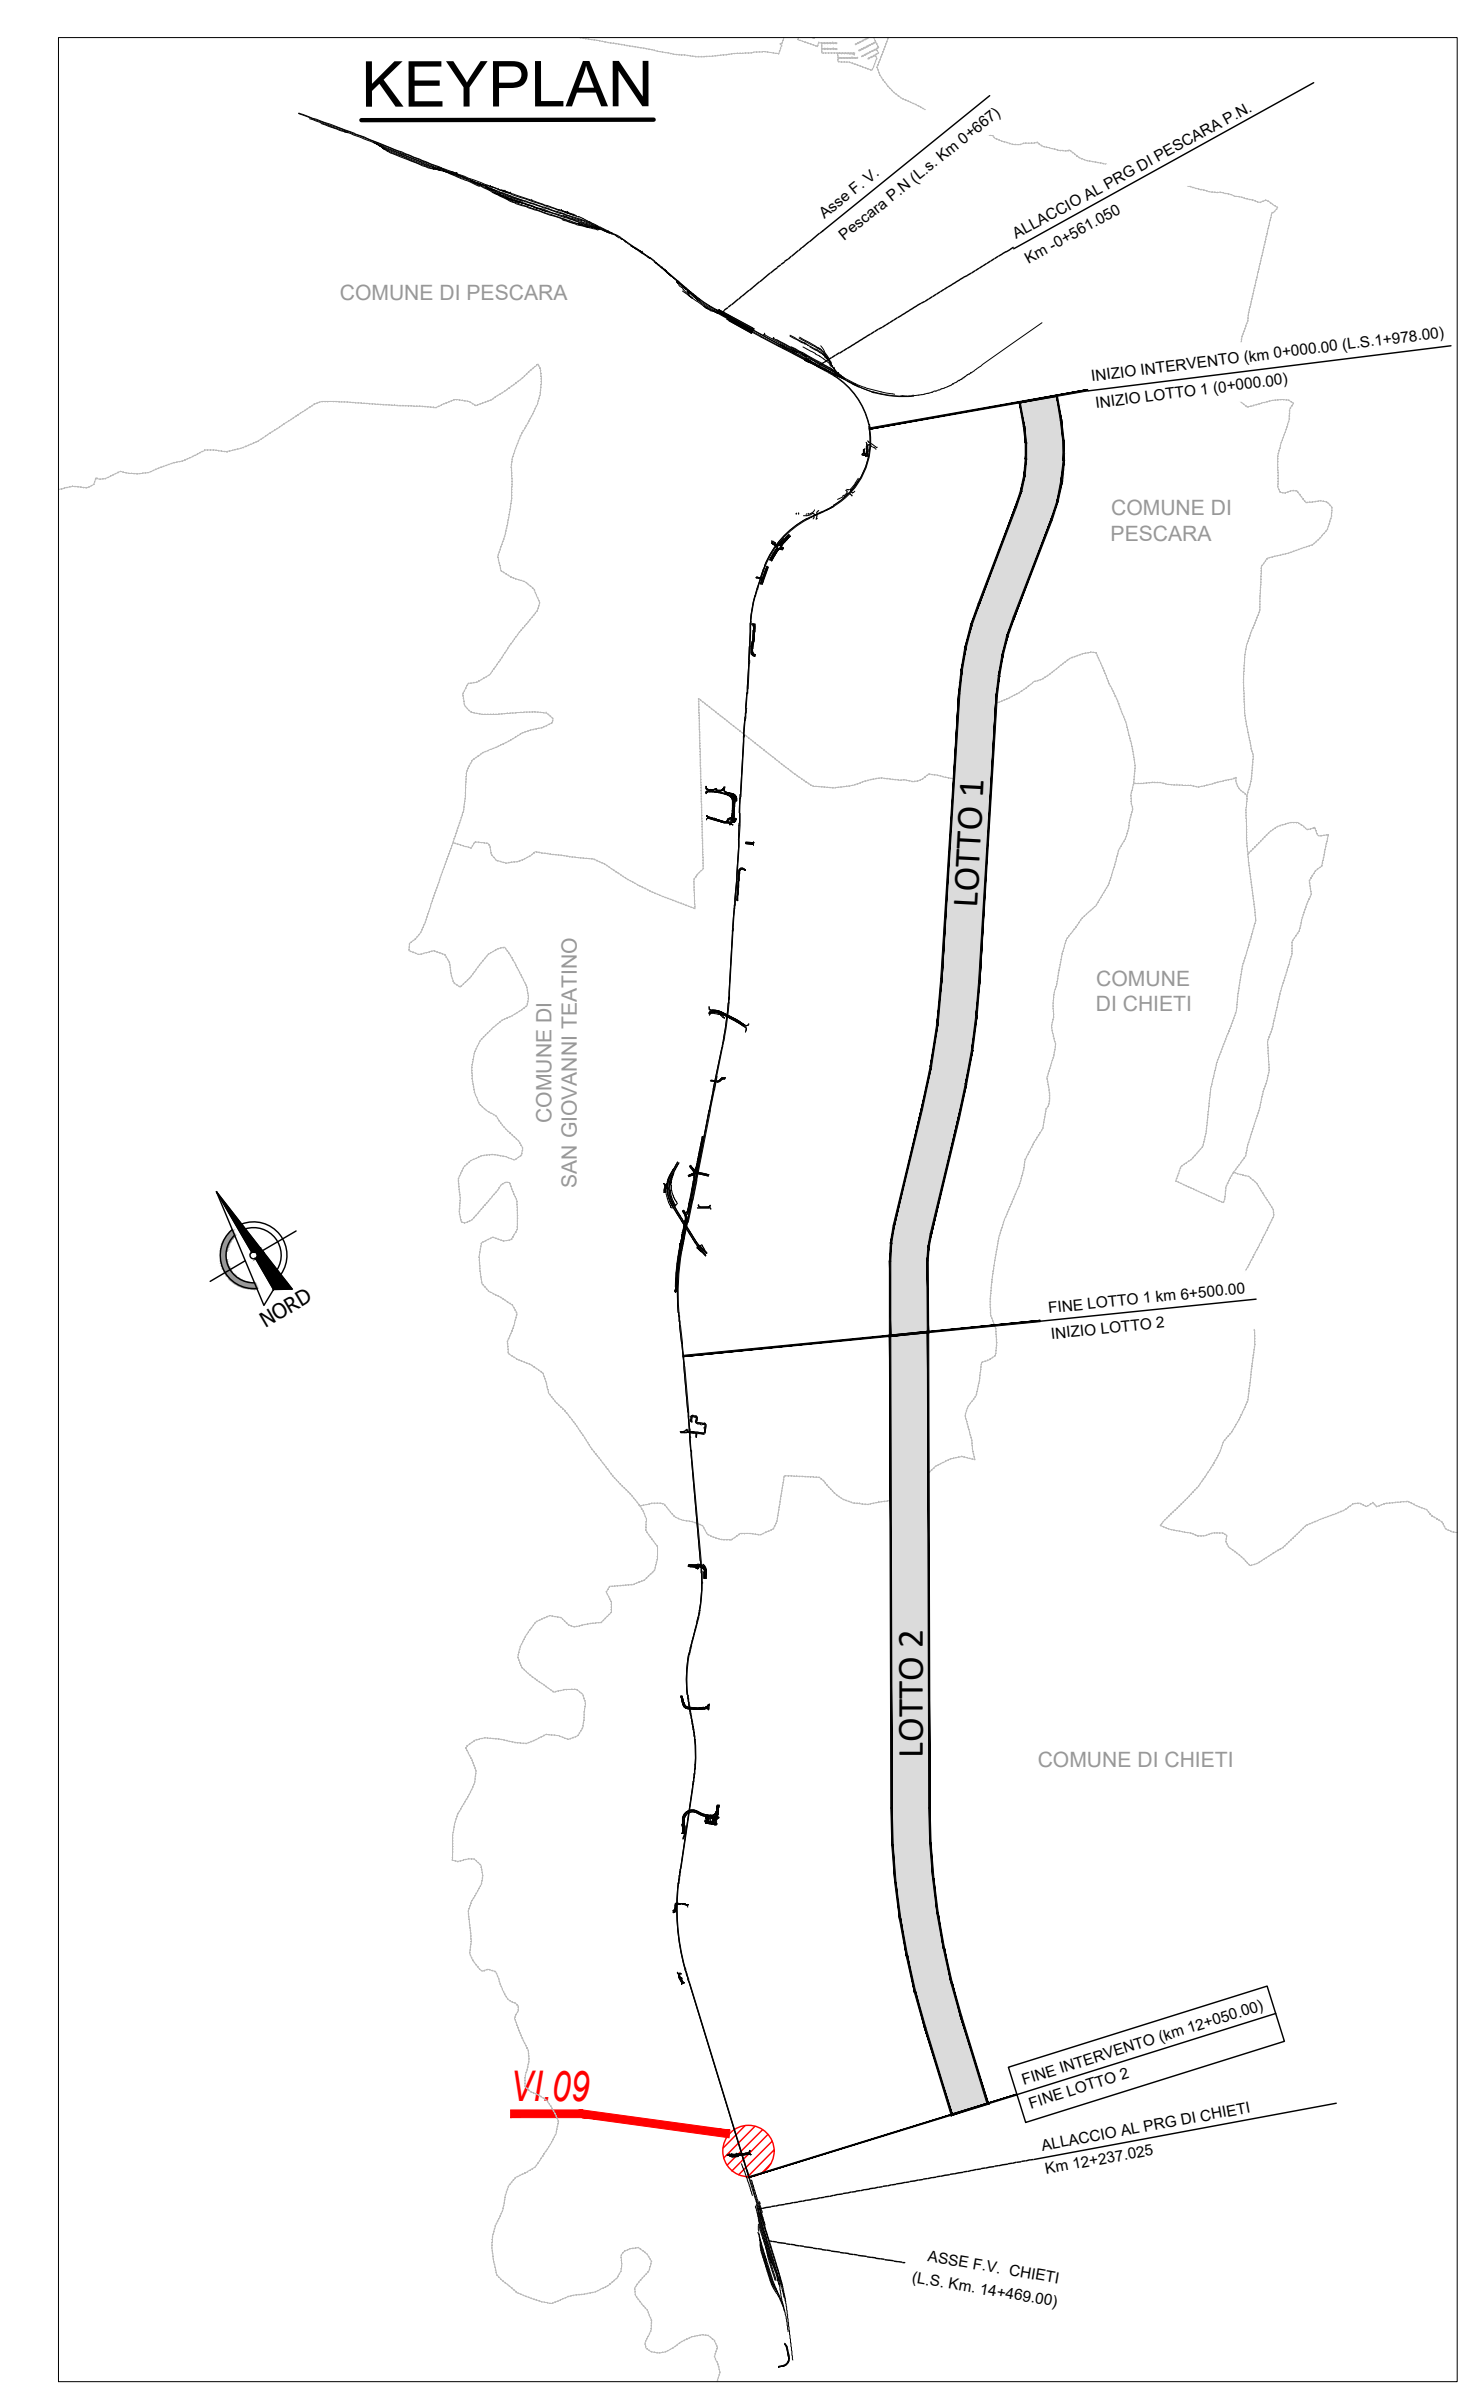 KEYPLAN
Asse F. V.
Pescara P.N (L.s. Km 0+667)
ALLACCIO AL PRG DI PESCARA P.N.
Km -0+561.050
COMUNE DI PESCARA
INIZIO INTERVENTO (km 0+000.00 (L.S.1+978.00)
INIZIO LOTTO 1 (0+000.00)
COMUNE DI
PESCARA
LOTTO 1
COMUNE DI
SAN GIOVANNI TEATINO
COMUNE
DI CHIETI
NORD
FINE LOTTO 1 km 6+500.00
INIZIO LOTTO 2
LOTTO 2
COMUNE DI CHIETI
VI.09
FINE INTERVENTO (km 12+050.00)
FINE LOTTO 2
ALLACCIO AL PRG DI CHIETI
Km 12+237.025
ASSE F.V. CHIETI
(L.S. Km. 14+469.00)